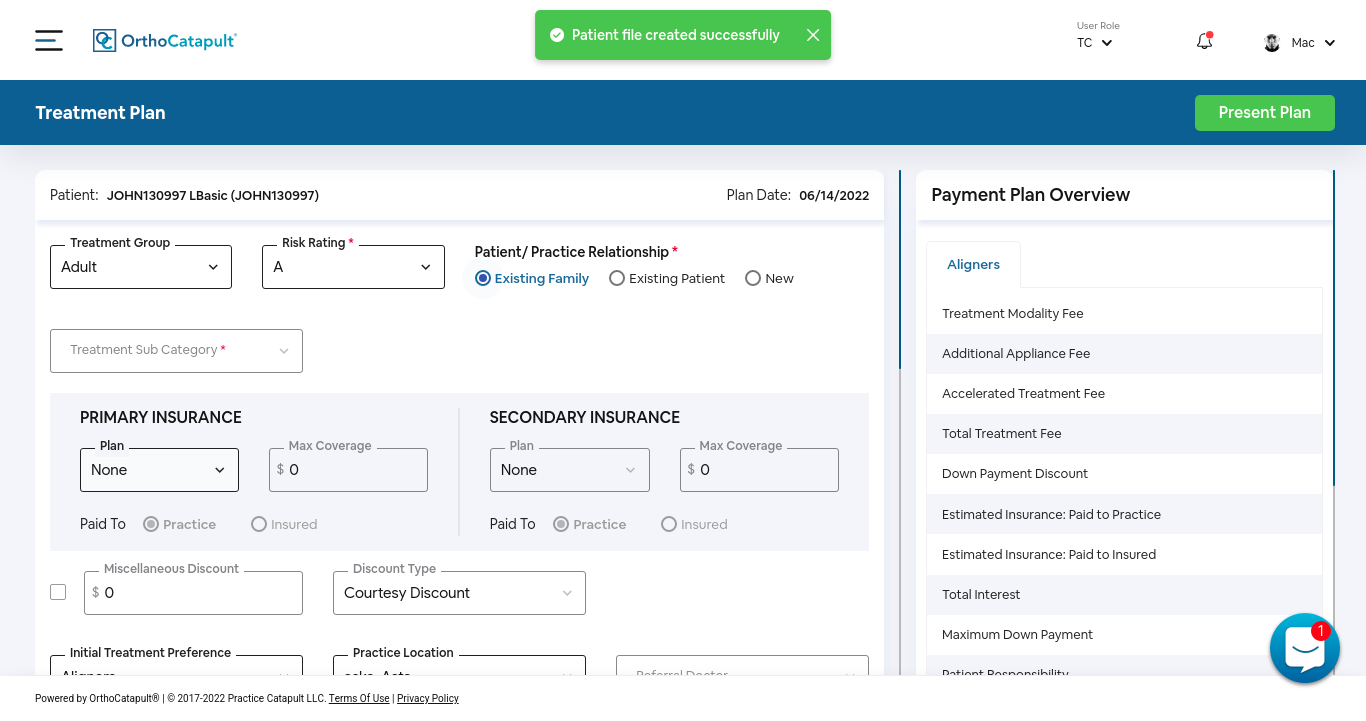 Patient file created successfully
User Role
TC
OrthoCatapult
Mac
Treatment Plan
Present Plan
Patient: JOHN130997 LBasic (JOHN130997)
Plan Date: 06/14/2022
Treatment Group
Adult
Risk Rating *
A
Patient/ Practice Relationship *
Existing Family
Existing Patient
New
Treatment Sub Category *
PRIMARY INSURANCE
Plan
None
Max Coverage
$ 0
Paid To
Practice
Insured
SECONDARY INSURANCE
Plan
None
Max Coverage
$ 0
Paid To
Practice
Insured
Miscellaneous Discount
$ 0
Discount Type
Courtesy Discount
Initial Treatment Preference
Aligners
Practice Location
Referral Doctor
Payment Plan Overview
Aligners
Treatment Modality Fee
Additional Appliance Fee
Accelerated Treatment Fee
Total Treatment Fee
Down Payment Discount
Estimated Insurance: Paid to Practice
Estimated Insurance: Paid to Insured
Total Interest
Maximum Down Payment
Patient Responsibility
1
Powered by OrthoCatapult® | © 2017-2022 Practice Catapult LLC. Terms Of Use | Privacy Policy